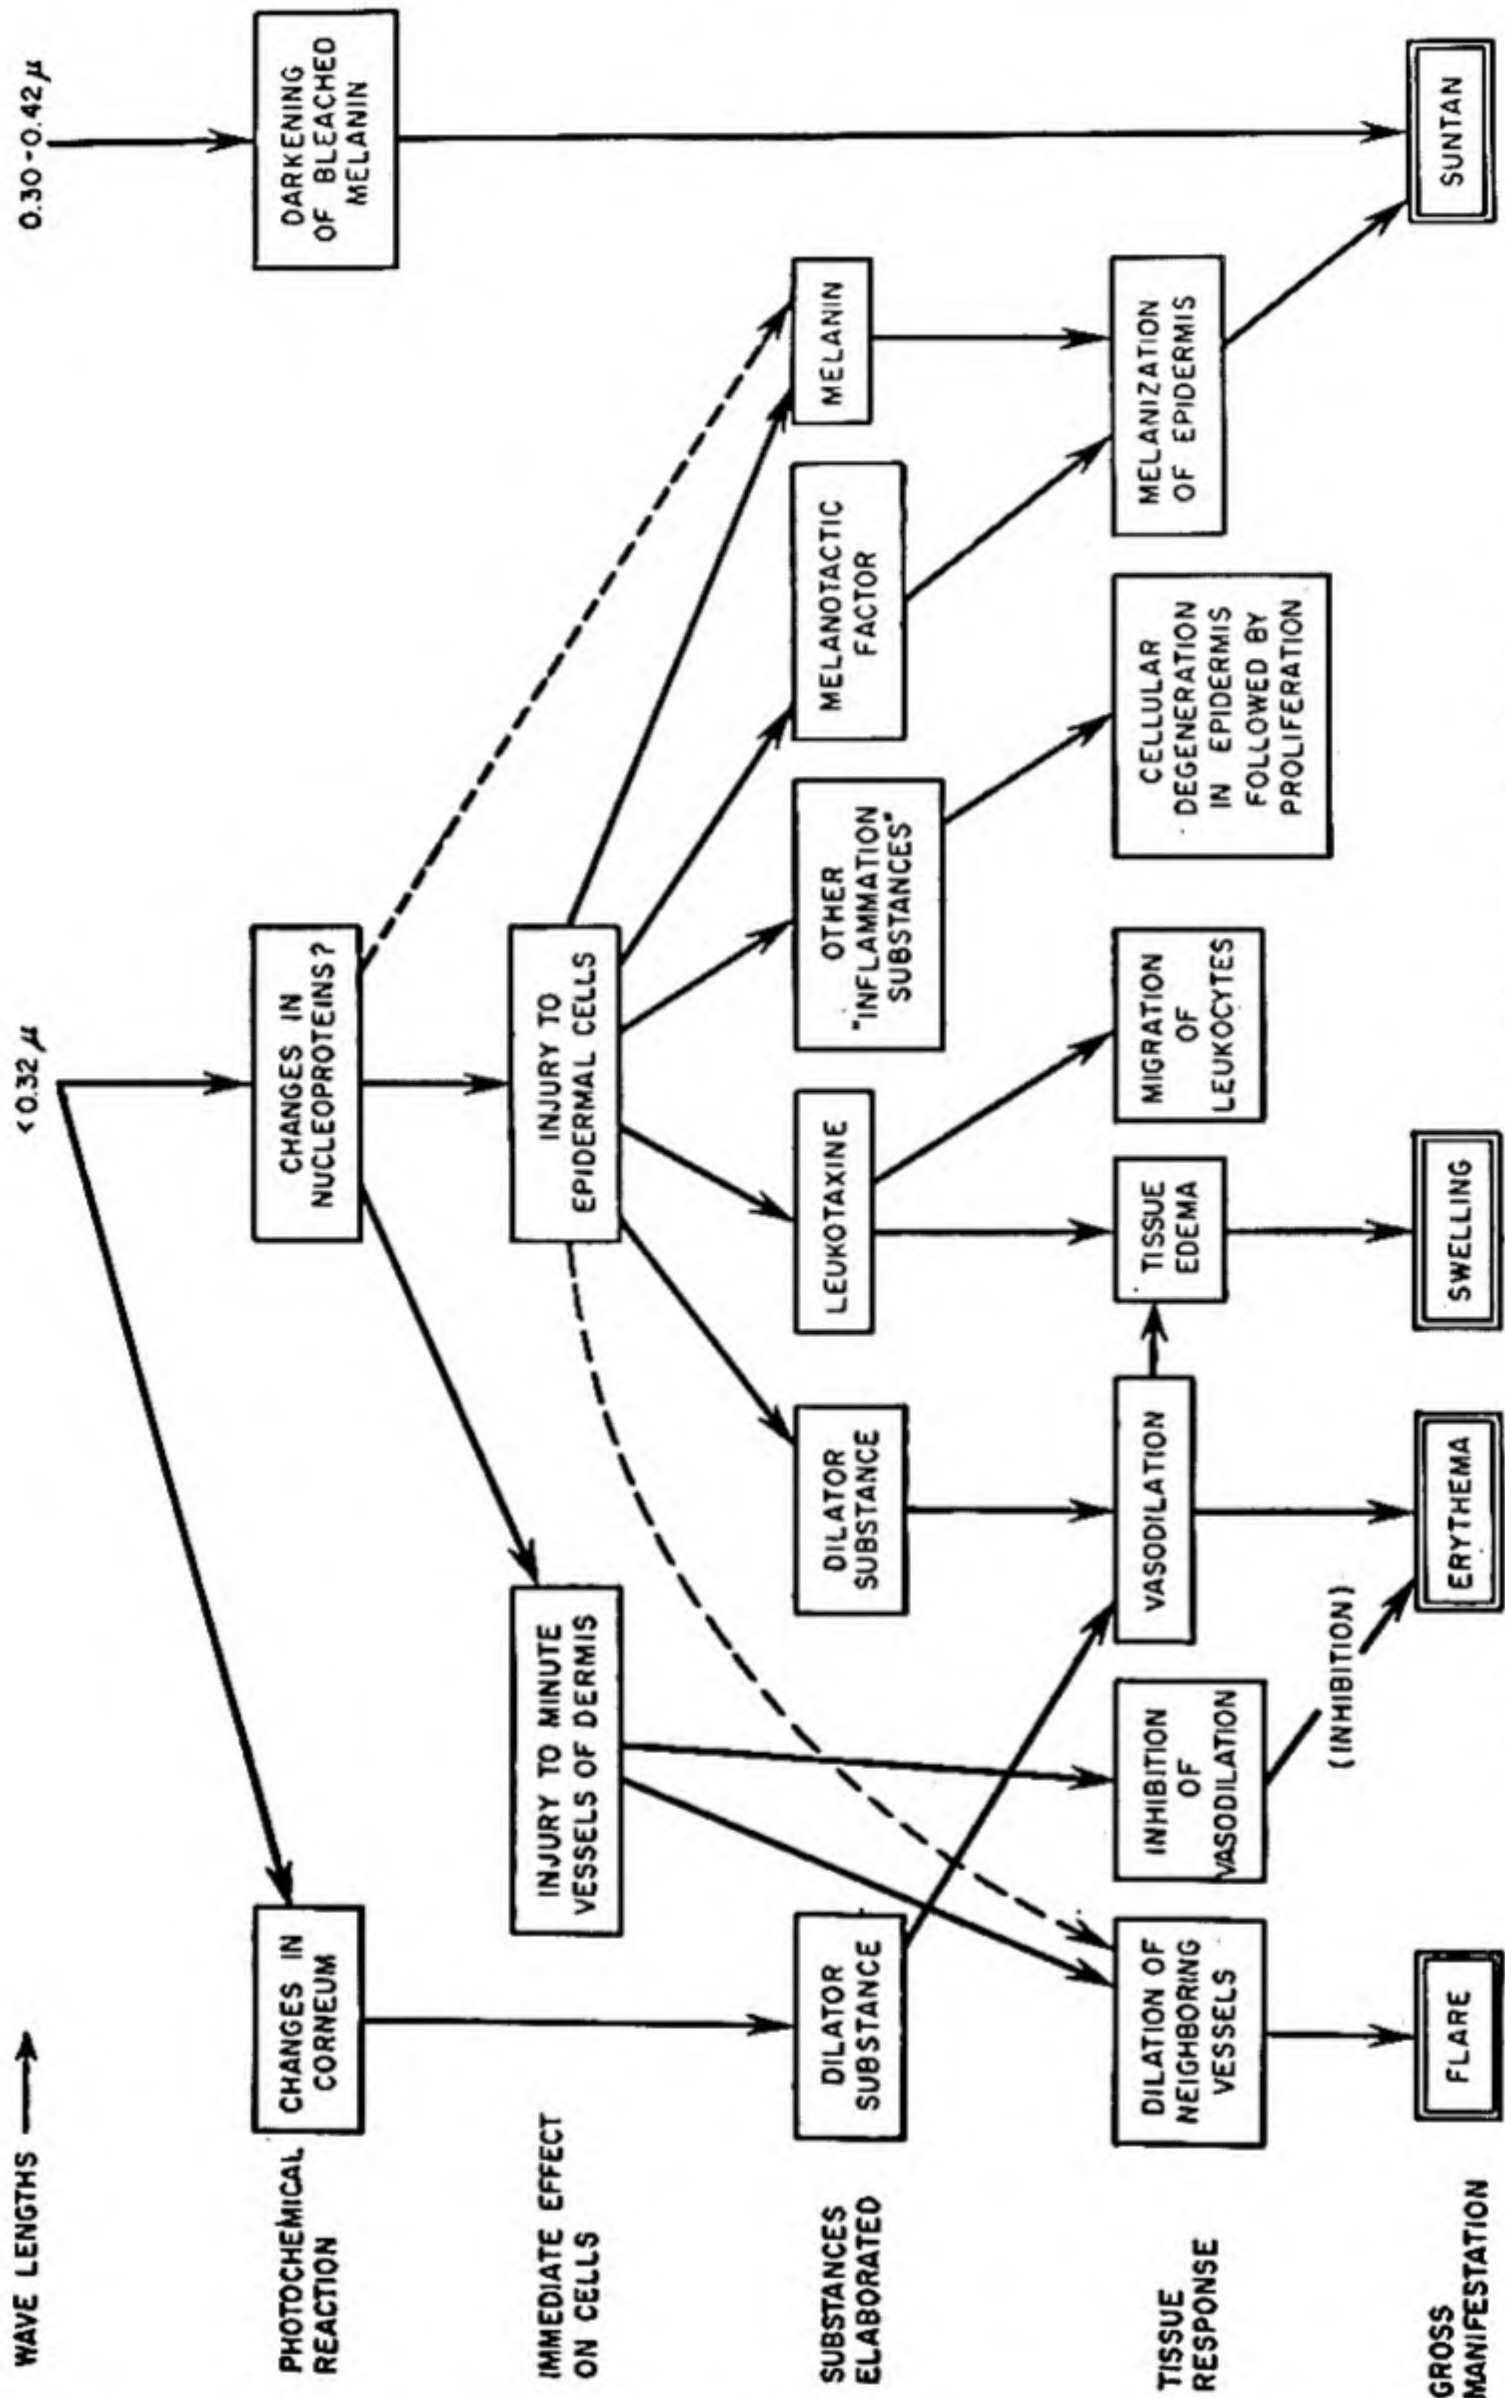 WAVE LENGTHS
<0.32 μ
0.30-0.42 μ
PHOTOCHEMICAL
REACTION
CHANGES IN
CORNEUM
CHANGES IN
NUCLEOPROTEINS?
DARKENING
OF BLEACHED
MELANIN
IMMEDIATE EFFECT
ON CELLS
INJURY TO MINUTE
VESSELS OF DERMIS
INJURY TO
EPIDERMAL CELLS
SUBSTANCES
ELABORATED
DILATOR
SUBSTANCE
DILATOR
SUBSTANCE
LEUKOTAXINE
OTHER
"INFLAMMATION
SUBSTANCES"
MELANOTACTIC
FACTOR
MELANIN
TISSUE
RESPONSE
DILATION OF
NEIGHBORING
VESSELS
INHIBITION
OF
VASODILATION
VASODILATION
TISSUE
EDEMA
MIGRATION
OF
LEUKOCYTES
CELLULAR
DEGENERATION
IN EPIDERMIS
FOLLOWED BY
PROLIFERATION
MELANIZATION
OF EPIDERMIS
(INHIBITION)
GROSS
MANIFESTATION
FLARE
ERYTHEMA
SWELLING
SUNTAN